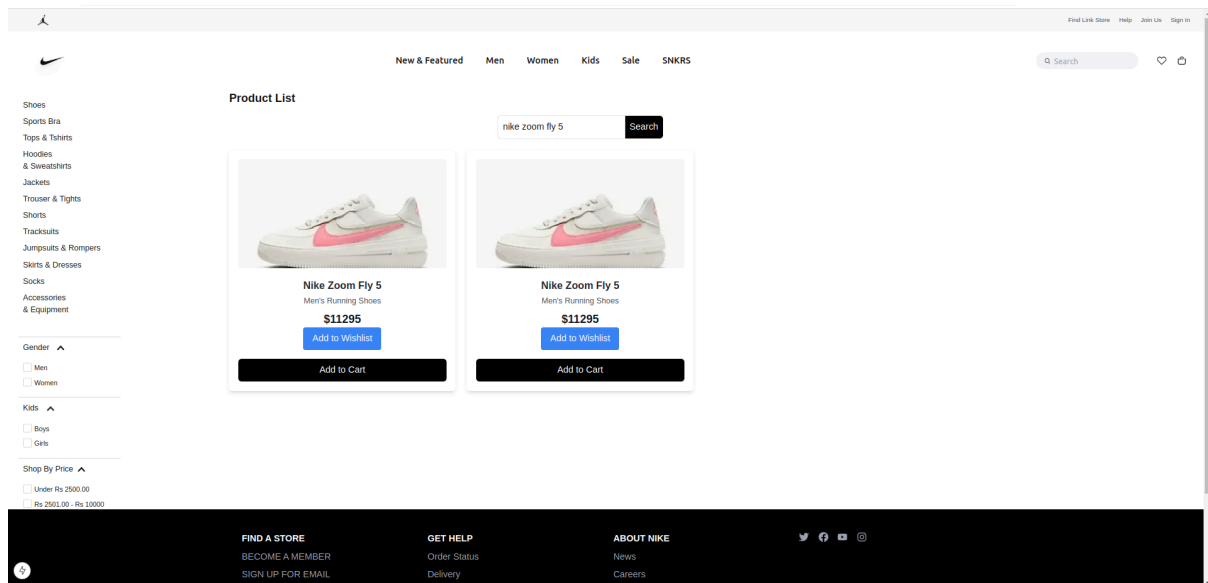 Find Link Store Help Join Us Sign In
New & Featured Men Women Kids Sale SNKRS
Search
Shoes
Sports Bra
Tops & Tshirts
Hoodies
& Sweatshirts
Jackets
Trouser & Tights
Shorts
Tracksuits
Jumpsuits & Rompers
Skirts & Dresses
Socks
Accessories
& Equipment
Gender
Men
Women
Kids
Boys
Girls
Shop By Price
Under Rs 2500.00
Rs 2501.00 - Rs 10000
Product List
nike zoom fly 5 Search
Nike Zoom Fly 5
Men's Running Shoes
$11295
Add to Wishlist
Add to Cart
Nike Zoom Fly 5
Men's Running Shoes
$11295
Add to Wishlist
Add to Cart
FIND A STORE
BECOME A MEMBER
SIGN UP FOR EMAIL
GET HELP
Order Status
Delivery
ABOUT NIKE
News
Careers